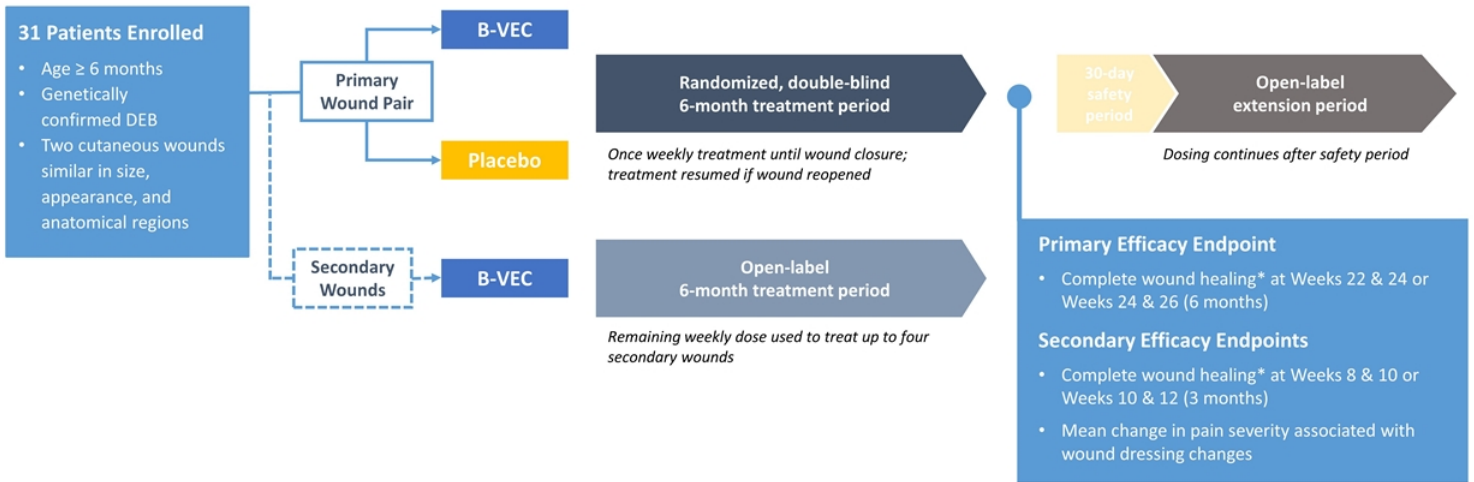 31 Patients Enrolled
• Age ≥ 6 months
• Genetically
confirmed DEB
• Two cutaneous wounds
similar in size,
appearance, and
anatomical regions
Primary
Wound Pair
B-VEC
Placebo
Randomized, double-blind
6-month treatment period
Once weekly treatment until wound closure;
treatment resumed if wound reopened
30-day
safety
period
Open-label
extension period
Dosing continues after safety period
Secondary
Wounds
B-VEC
Open-label
6-month treatment period
Remaining weekly dose used to treat up to four
secondary wounds
Primary Efficacy Endpoint
• Complete wound healing* at Weeks 22 & 24 or
Weeks 24 & 26 (6 months)
Secondary Efficacy Endpoints
• Complete wound healing* at Weeks 8 & 10 or
Weeks 10 & 12 (3 months)
• Mean change in pain severity associated with
wound dressing changes